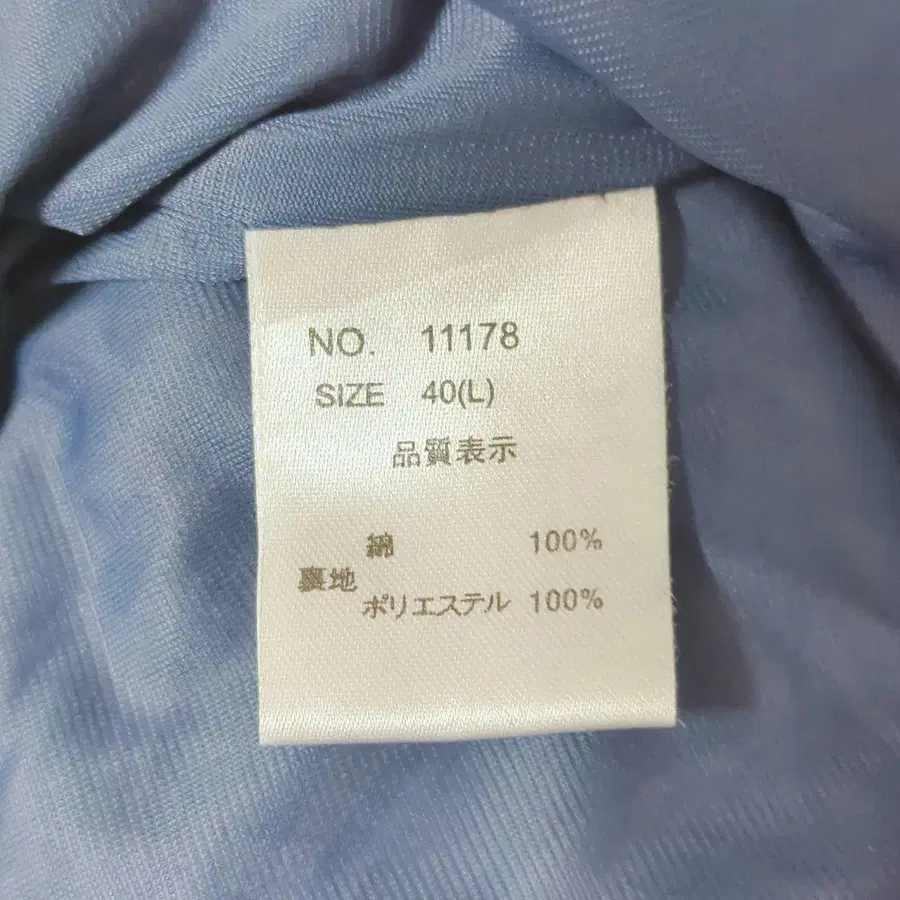 NO. 11178
SIZE 40(L)
品質表示
綿 100%
裏地
ポリエステル 100%